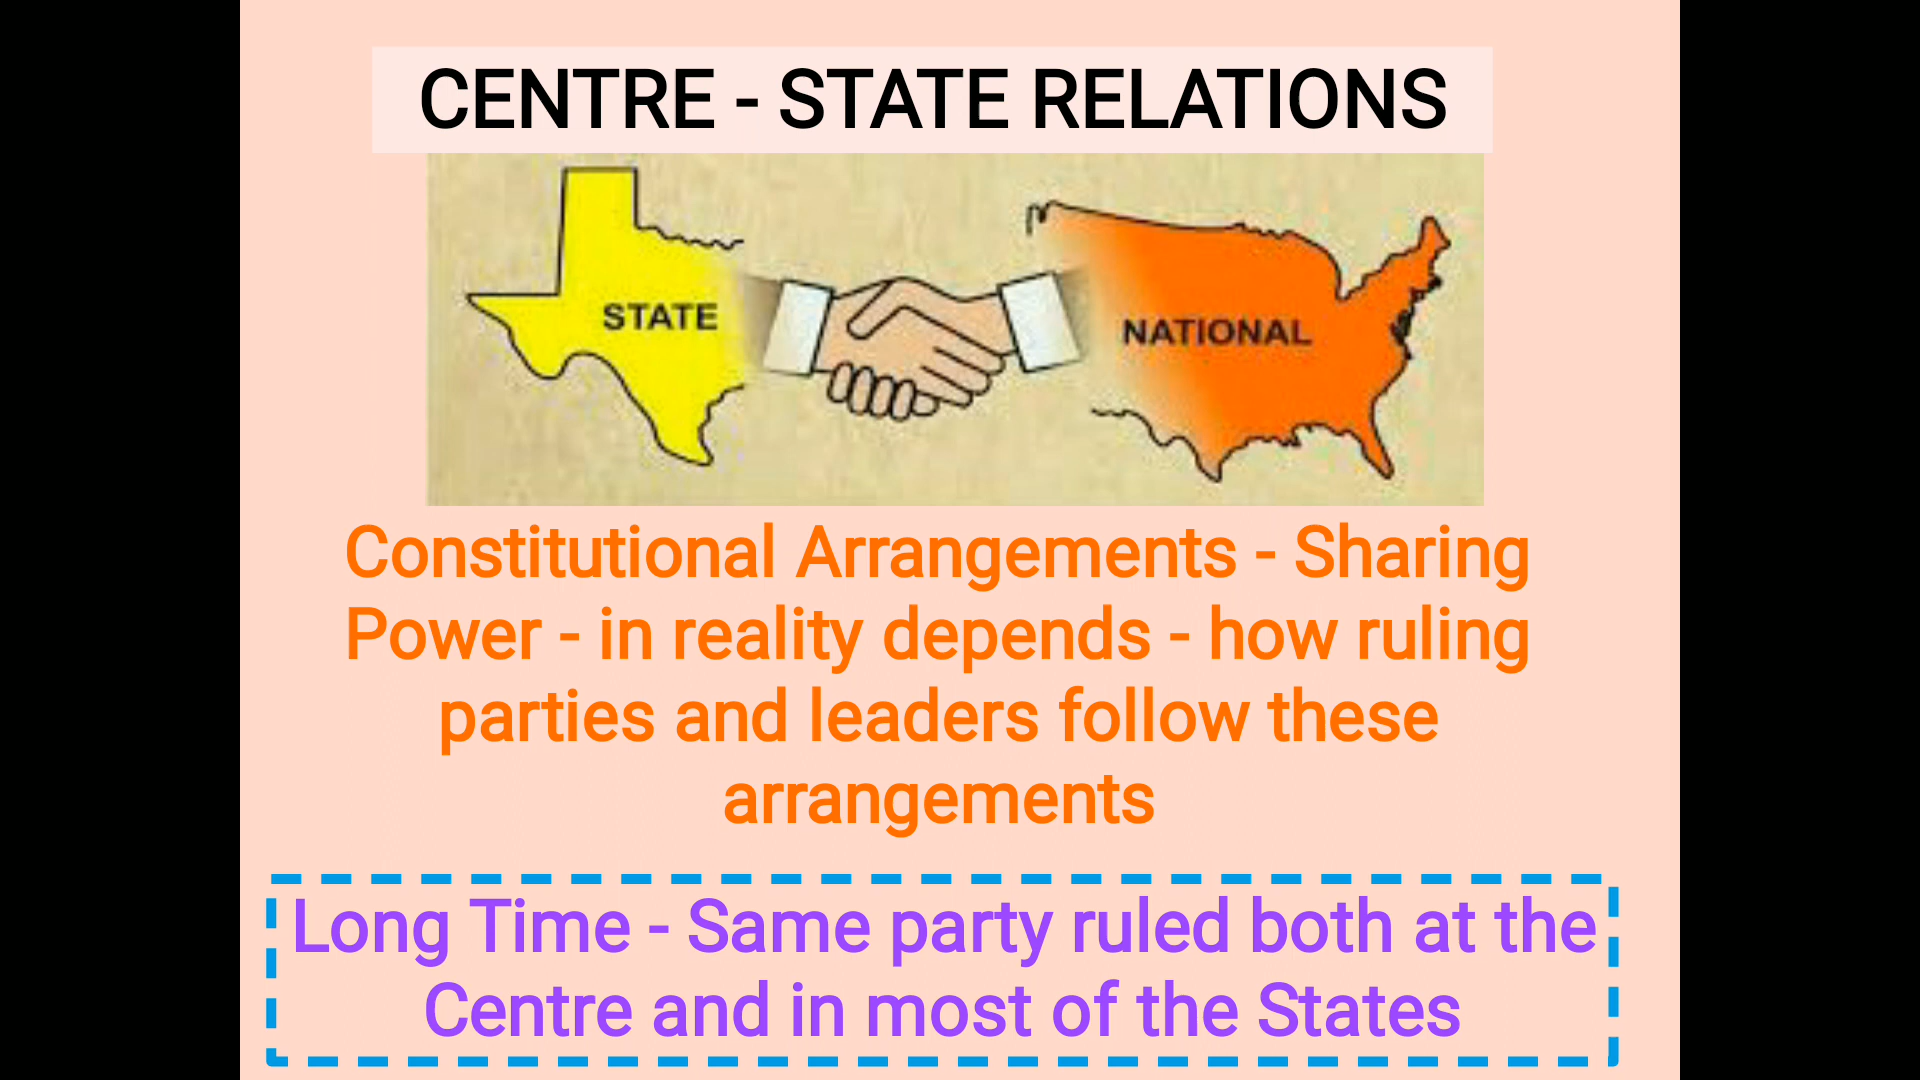 CENTRE - STATE RELATIONS
STATE
NATIONAL
Constitutional Arrangements - Sharing
Power - in reality depends - how ruling
parties and leaders follow these
arrangements
Long Time - Same party ruled both at the
Centre and in most of the States